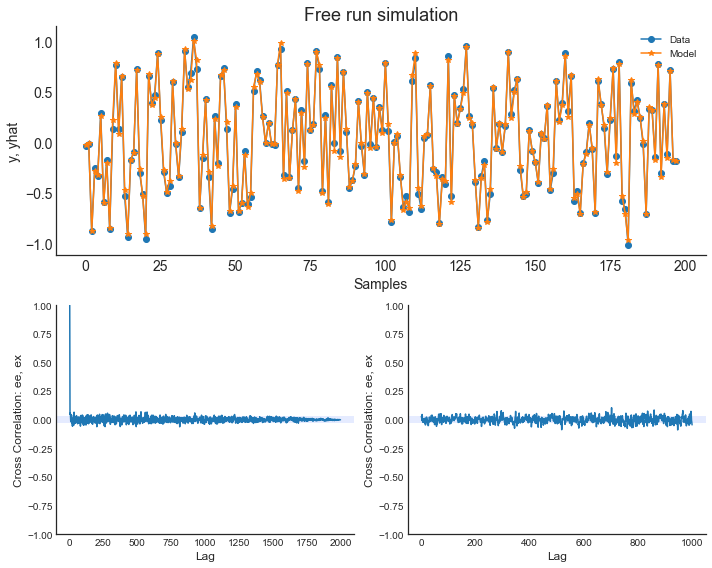 Free run simulation
Data
Model
y, yhat
1.0
0.5
0.0
−0.5
−1.0
0 25 50 75 100 125 150 175 200
Samples
Cross Correlation: ee, ex
1.00
0.75
0.50
0.25
0.00
−0.25
−0.50
−0.75
−1.00
0 250 500 750 1000 1250 1500 1750 2000
Lag
Cross Correlation: ee, ex
1.00
0.75
0.50
0.25
0.00
−0.25
−0.50
−0.75
−1.00
0 200 400 600 800 1000
Lag